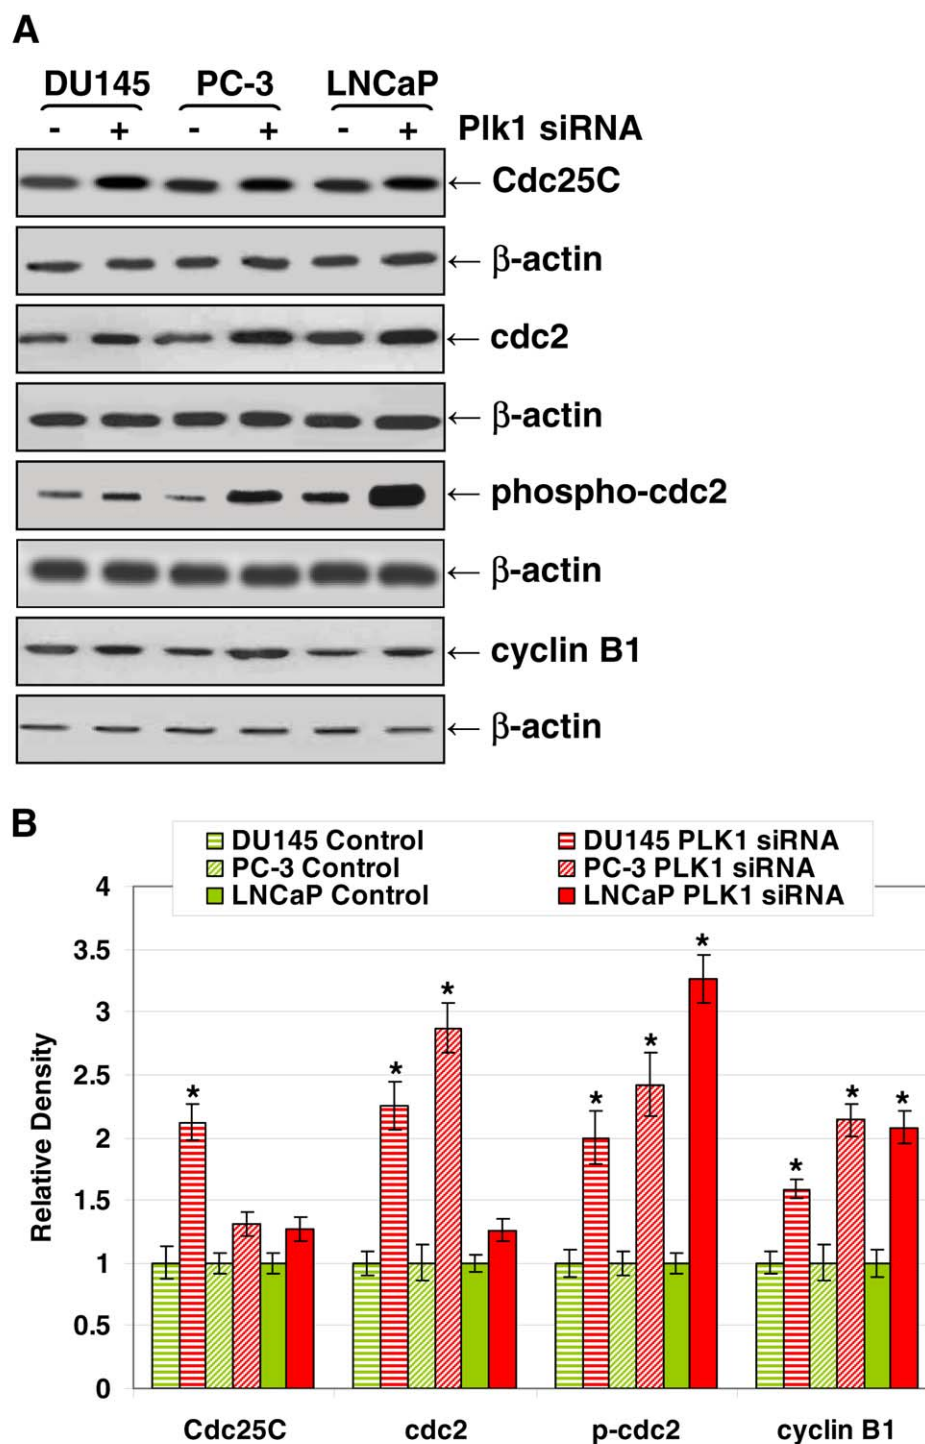 A
DU145 PC-3 LNCaP
- + - + - + Plk1 siRNA
← Cdc25C
← β-actin
← cdc2
← β-actin
← phospho-cdc2
← β-actin
← cyclin B1
← β-actin
B
DU145 Control DU145 PLK1 siRNA
PC-3 Control PC-3 PLK1 siRNA
LNCaP Control LNCaP PLK1 siRNA
Relative Density
4
3.5
3
2.5
2
1.5
1
0.5
0
* * * * * * * * *
Cdc25C cdc2 p-cdc2 cyclin B1